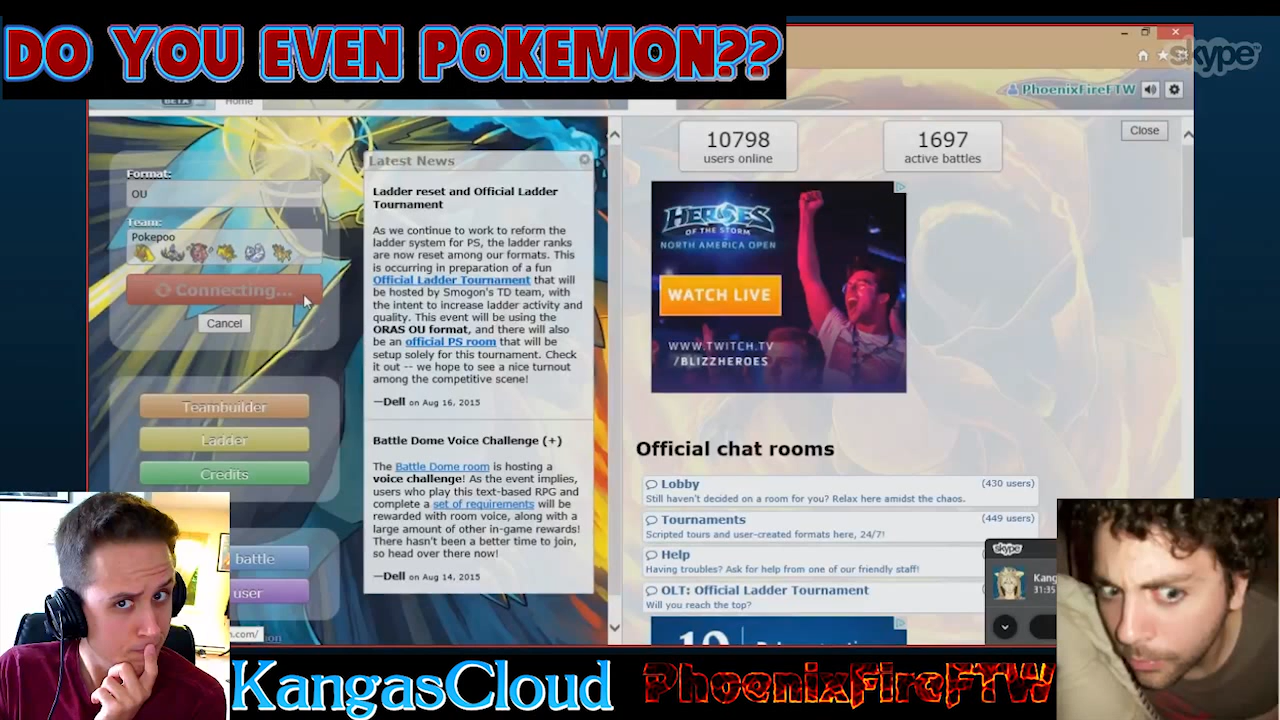 DO YOU EVEN POKEMON??
skype
PhoenixFireFTW
BETA
Home
Close
Format:
OU
Team:
Pokepoo
Connecting...
Cancel
Teambuilder
Ladder
Credits
battle
user
Latest News
Ladder reset and Official Ladder
Tournament
As we continue to work to reform the
ladder system for PS, the ladder ranks
are now reset among our formats. This
is occurring in preparation of a fun
Official Ladder Tournament that will
be hosted by Smogon's TD team, with
the intent to increase ladder activity and
quality. This event will be using the
ORAS OU format, and there will also
be an official PS room that will be
setup solely for this tournament. Check
it out -- we hope to see a nice turnout
among the competitive scene!
—Dell on Aug 16, 2015
Battle Dome Voice Challenge (+)
The Battle Dome room is hosting a
voice challenge! As the event implies,
users who play this text-based RPG and
complete a set of requirements will be
rewarded with room voice, along with a
large amount of other in-game rewards!
There hasn't been a better time to join,
so head over there now!
—Dell on Aug 14, 2015
10798
users online
1697
active battles
HEROES
OF THE STORM
NORTH AMERICA OPEN
WATCH LIVE
WWW.TWITCH.TV
/BLIZZHEROES
Official chat rooms
Lobby (430 users)
Still haven't decided on a room for you? Relax here amidst the chaos.
Tournaments (449 users)
Scripted tours and user-created formats here, 24/7!
Help
Having troubles? Ask for help from one of our friendly staff!
OLT: Official Ladder Tournament
Will you reach the top?
skype
Kang
31:35
KangasCloud
PhoenixFireFTW